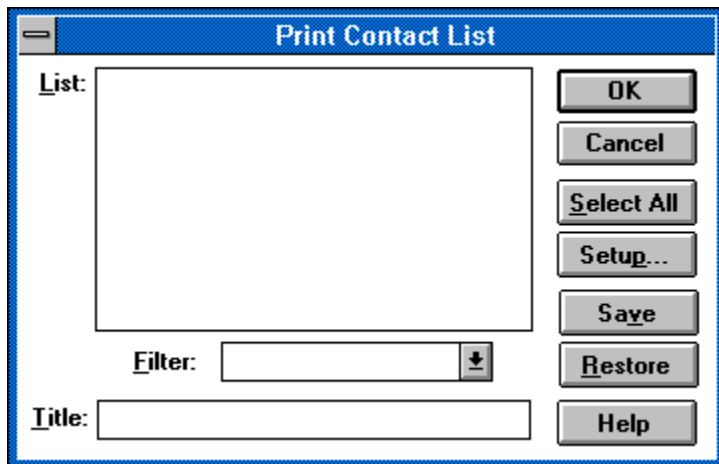 Print Contact List
List:
OK
Cancel
Select All
Setup...
Save
Filter:
Restore
Title:
Help